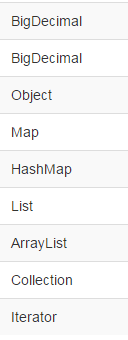 BigDecimal
BigDecimal
Object
Map
HashMap
List
ArrayList
Collection
Iterator